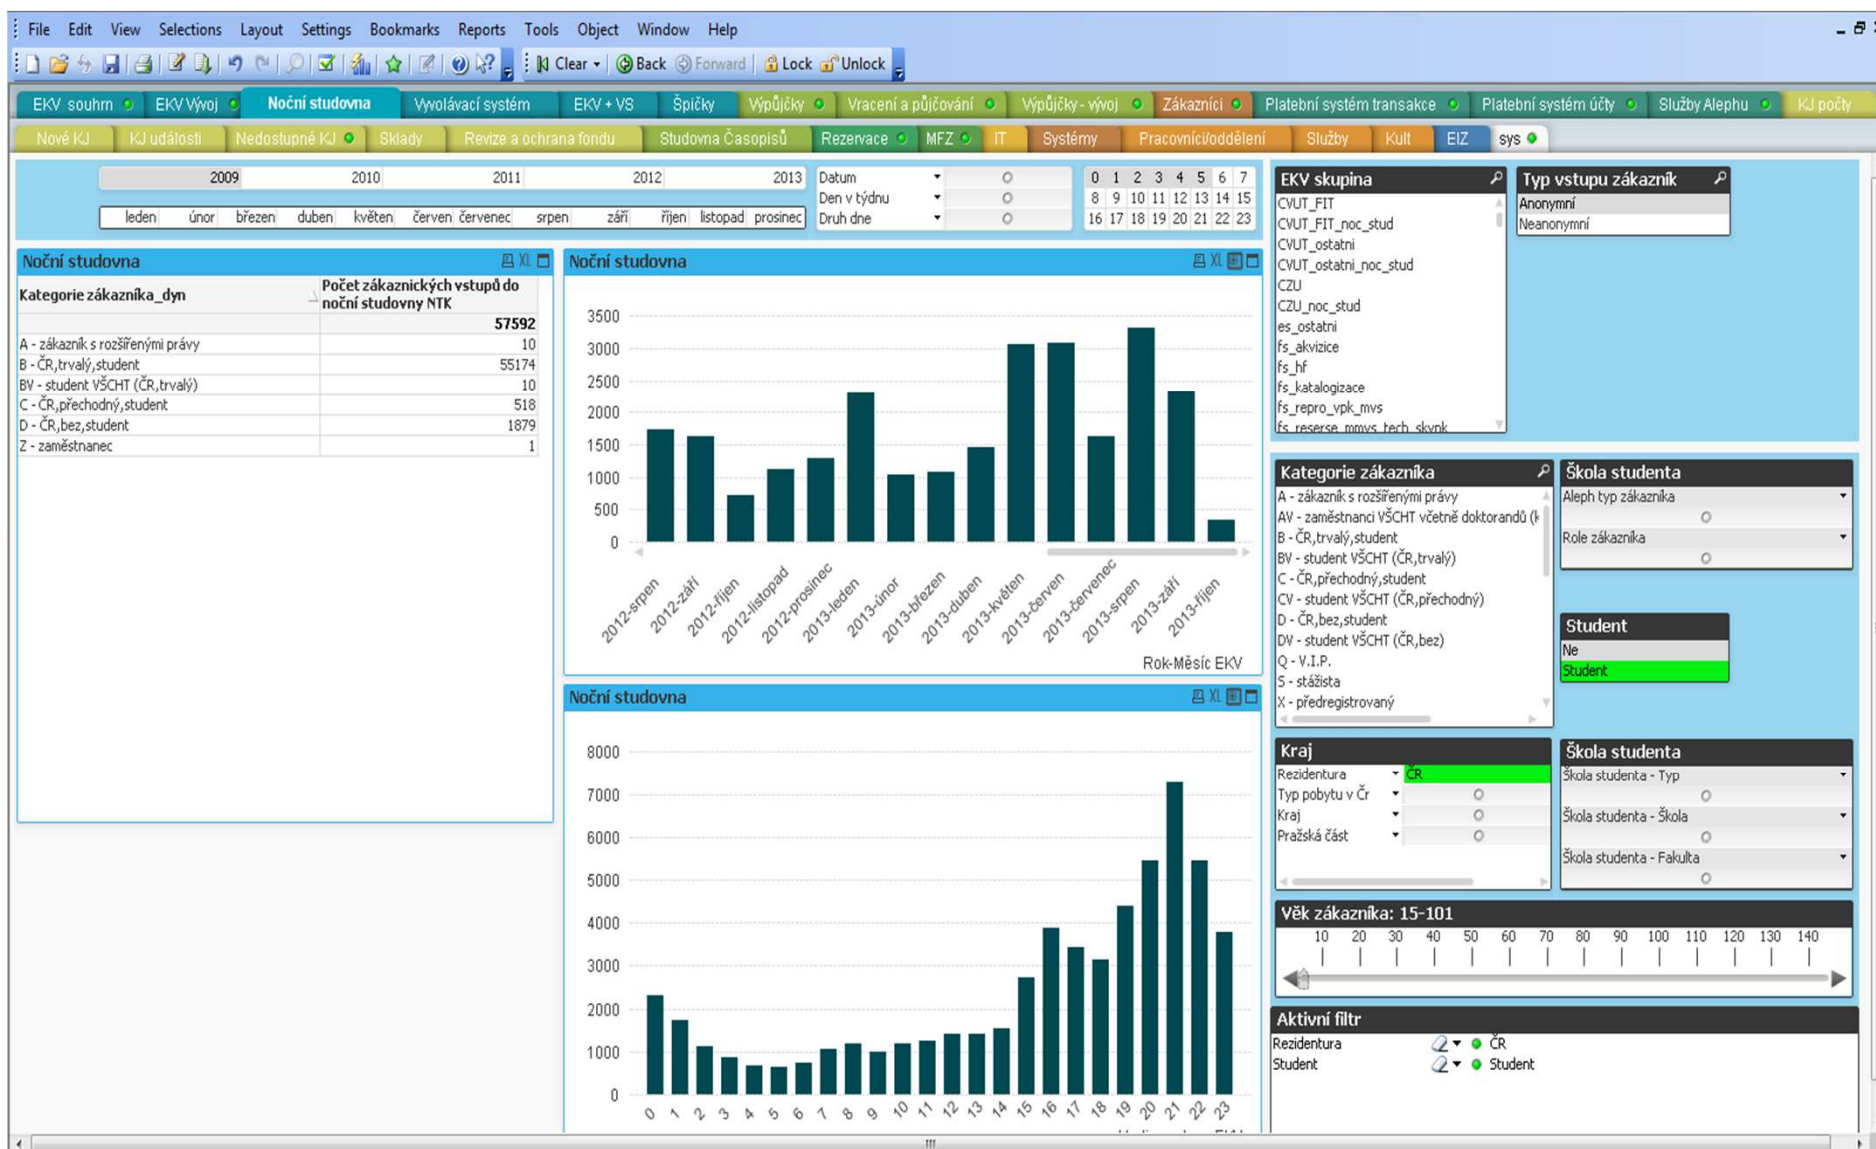 File Edit View Selections Layout Settings Bookmarks Reports Tools Object Window Help
Clear Back Forward Lock Unlock
EKV souhrn EKV Vývoj Noční studovna Vyvolávací systém EKV + VS Špičky Výpůjčky Vracení a půjčování Výpůjčky - vývoj Zákazníci Platební systém transakce Platební systém účty Služby Alephu KJ počty
Nové KJ KJ události Nedostupné KJ Sklady Revize a ochrana fondu Studovna Časopisů Rezervace MFZ IT Systémy Pracovníci/oddělení Služby Kult EIZ sys
2009 2010 2011 2012 2013
leden únor březen duben květen červen červenec srpen září říjen listopad prosinec
Datum
Den v týdnu
Druh dne
0 1 2 3 4 5 6 7
8 9 10 11 12 13 14 15
16 17 18 19 20 21 22 23
EKV skupina
CVUT_FIT
CVUT_FIT_noc_stud
CVUT_ostatni
CVUT_ostatni_noc_stud
CZU
CZU_noc_stud
es_ostatni
fs_akvizice
fs_hf
fs_katalogizace
fs_repro_vpk_mvs
fs_reserse_mmvs_tech_skvnk
Typ vstupu zákazník
Anonymní
Neanonymní
Noční studovna XL
Kategorie zákazníka_dyn Počet zákaznických vstupů do
noční studovny NTK
57592
A - zákazník s rozšířenými právy 10
B - ČR,trvalý,student 55174
BV - student VŠCHT (ČR,trvalý) 10
C - ČR,přechodný,student 518
D - ČR,bez,student 1879
Z - zaměstnanec 1
Noční studovna XL
3500
3000
2500
2000
1500
1000
500
0
2012-srpen 2012-září 2012-říjen 2012-listopad 2012-prosinec 2013-leden 2013-únor 2013-březen 2013-duben 2013-květen 2013-červen 2013-červenec 2013-srpen 2013-září 2013-říjen
Rok-Měsíc EKV
Noční studovna XL
8000
7000
6000
5000
4000
3000
2000
1000
0
0 1 2 3 4 5 6 7 8 9 10 11 12 13 14 15 16 17 18 19 20 21 22 23
Kategorie zákazníka
A - zákazník s rozšířenými právy
AV - zaměstnanci VŠCHT včetně doktorandů (k
B - ČR,trvalý,student
BV - student VŠCHT (ČR,trvalý)
C - ČR,přechodný,student
CV - student VŠCHT (ČR,přechodný)
D - ČR,bez,student
DV - student VŠCHT (ČR,bez)
Q - V.I.P.
S - stážista
X - předregistrovaný
Škola studenta
Aleph typ zákazníka
Role zákazníka
Student
Ne
Student
Kraj
Rezidentura ČR
Typ pobytu v Čr
Kraj
Pražská část
Škola studenta
Škola studenta - Typ
Škola studenta - Škola
Škola studenta - Fakulta
Věk zákazníka: 15-101
10 20 30 40 50 60 70 80 90 100 110 120 130 140
Aktivní filtr
Rezidentura ČR
Student Student